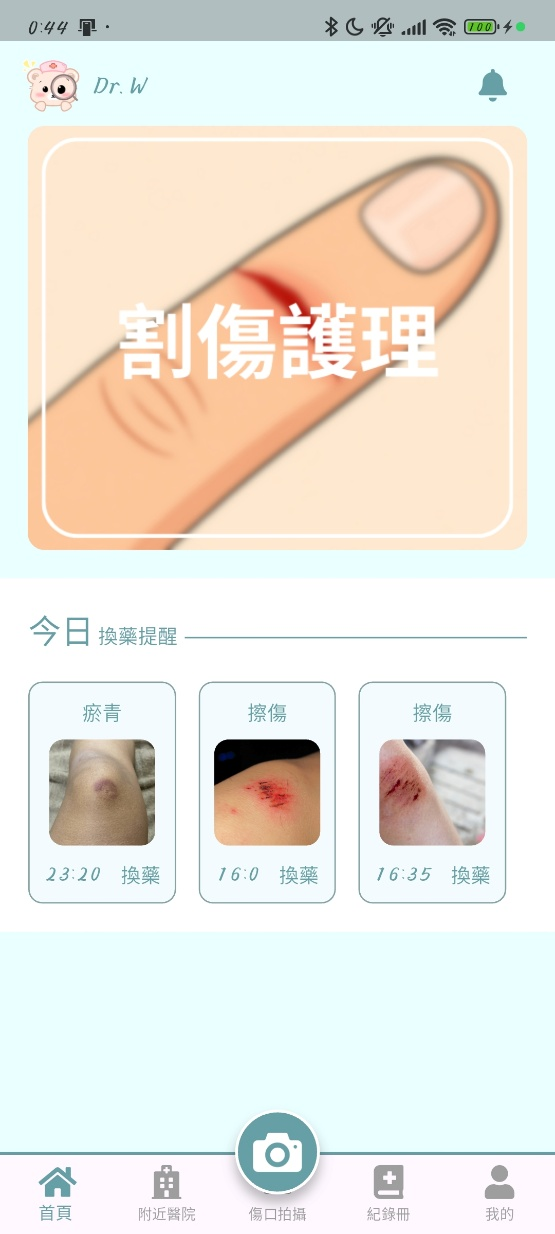 0:44
100
Dr. W
割傷護理
今日 換藥提醒
瘀青
擦傷
擦傷
23:20 換藥
16:0 換藥
16:35 換藥
首頁
附近醫院
傷口拍攝
紀錄冊
我的